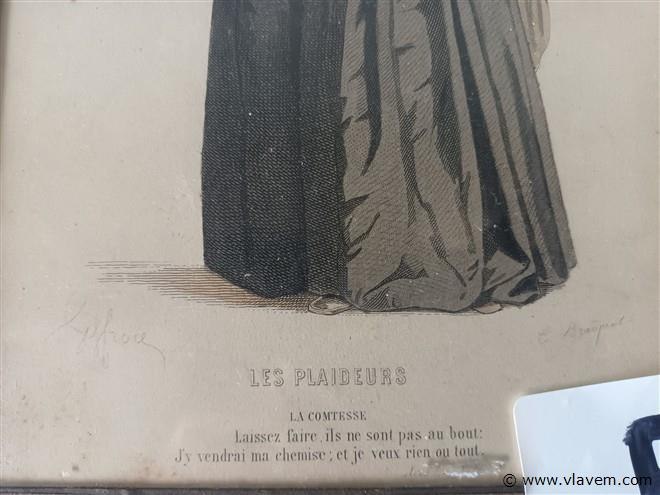 Geffroy
LES PLAIDEURS
LA COMTESSE
Laissez faire, ils ne sont pas au bout:
J'y vendrai ma chemise; et je veux rien ou tout.
© www.vlavem.com